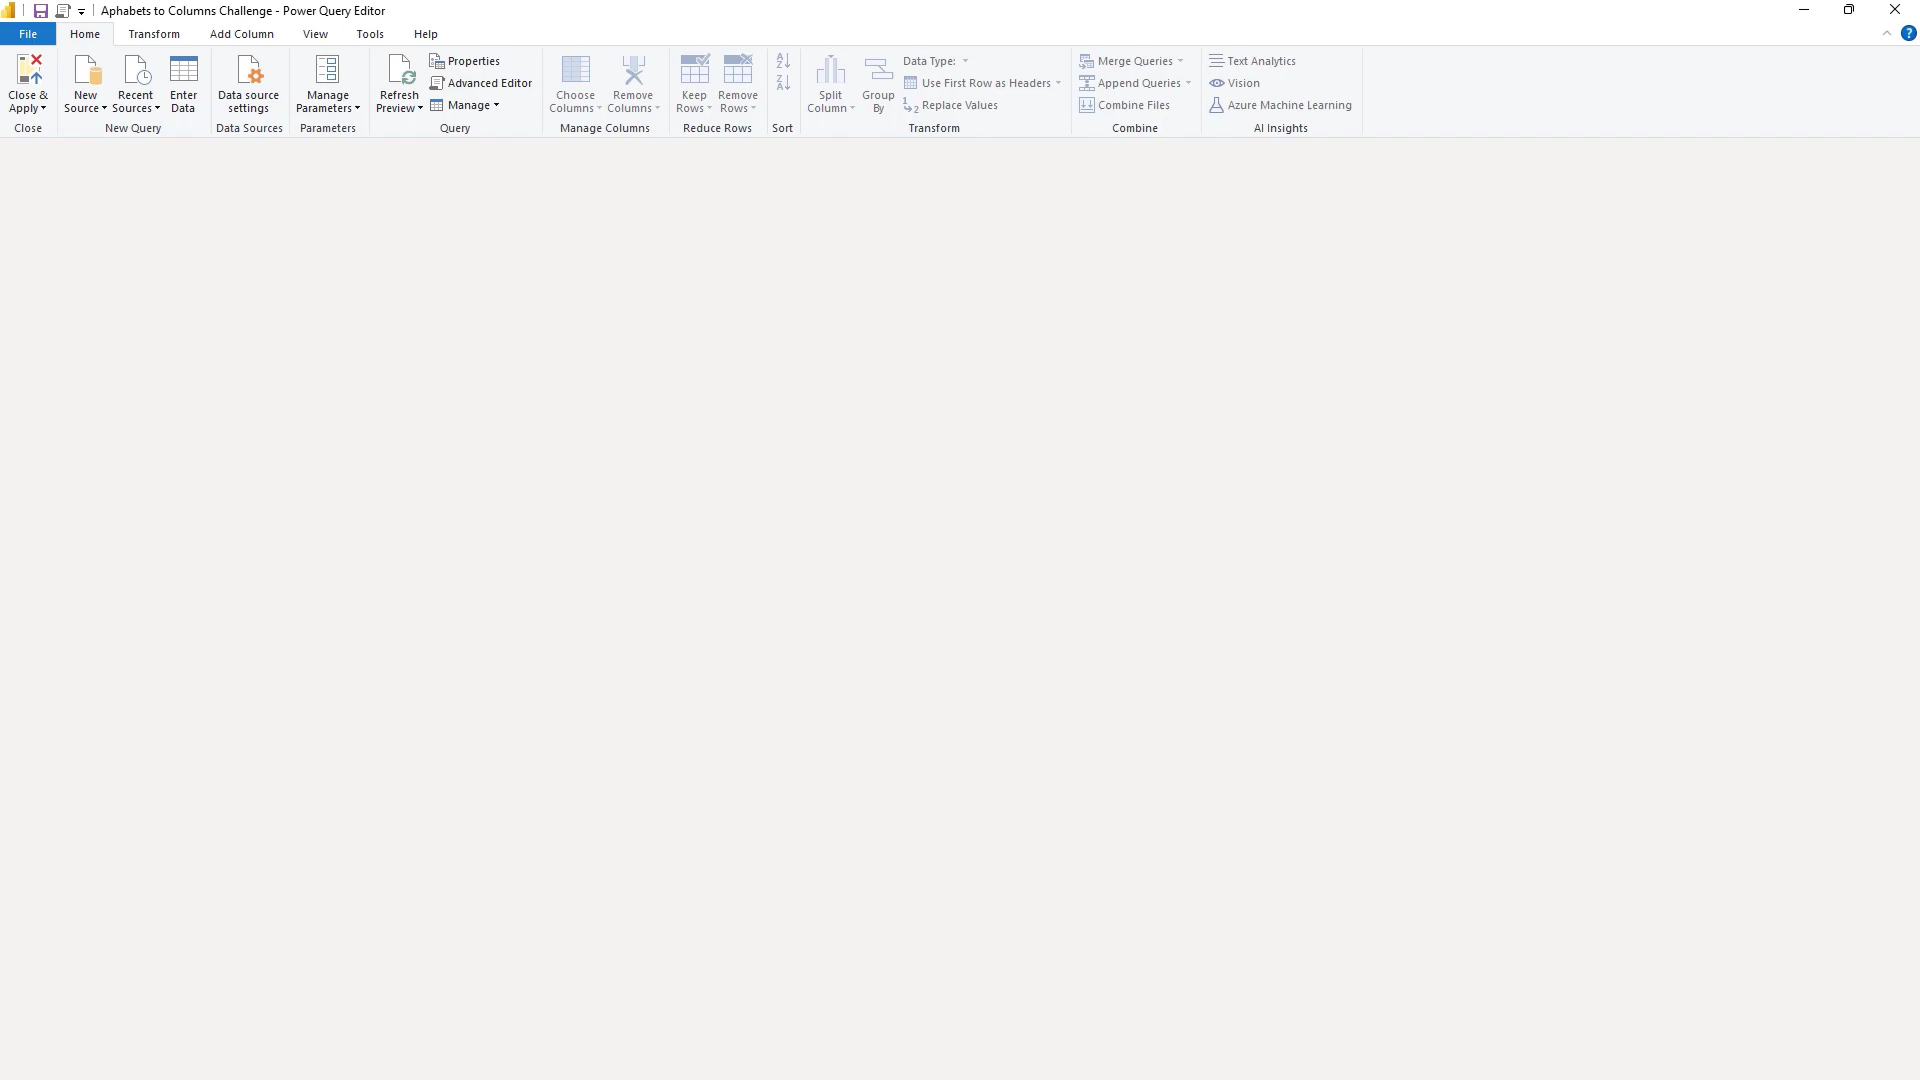 Aphabets to Columns Challenge - Power Query Editor
File Home Transform Add Column View Tools Help
Close & Apply
Close
New Source
Recent Sources
Enter Data
New Query
Data source settings
Data Sources
Manage Parameters
Parameters
Refresh Preview
Properties
Advanced Editor
Manage
Query
Choose Columns
Remove Columns
Manage Columns
Keep Rows
Remove Rows
Reduce Rows
Sort
Split Column
Group By
Data Type:
Use First Row as Headers
Replace Values
Transform
Merge Queries
Append Queries
Combine Files
Combine
Text Analytics
Vision
Azure Machine Learning
AI Insights